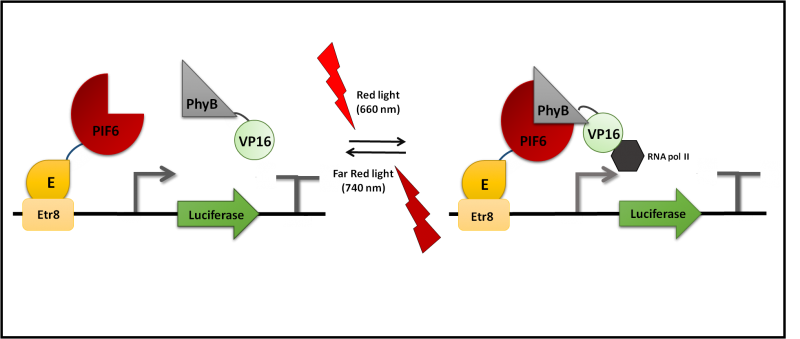 PIF6
PhyB
VP16
E
Etr8
Luciferase
Red light
(660 nm)
Far Red light
(740 nm)
PhyB
PIF6
VP16
RNA pol II
E
Etr8
Luciferase